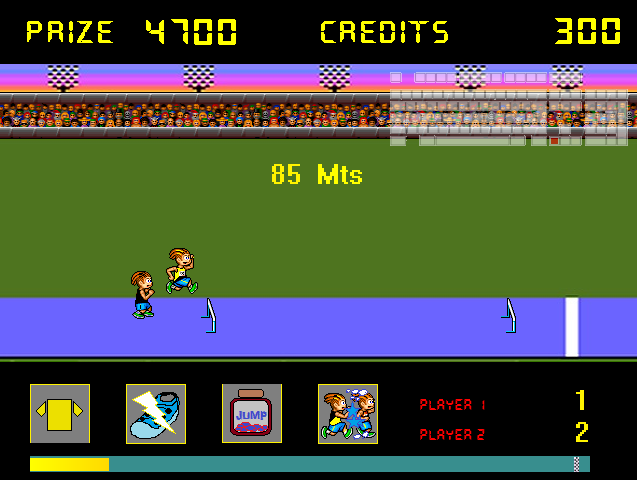 PRIZE 4700 CREDITS 300
85 Mts
JUMP
PLAYER 1 1
PLAYER 2 2